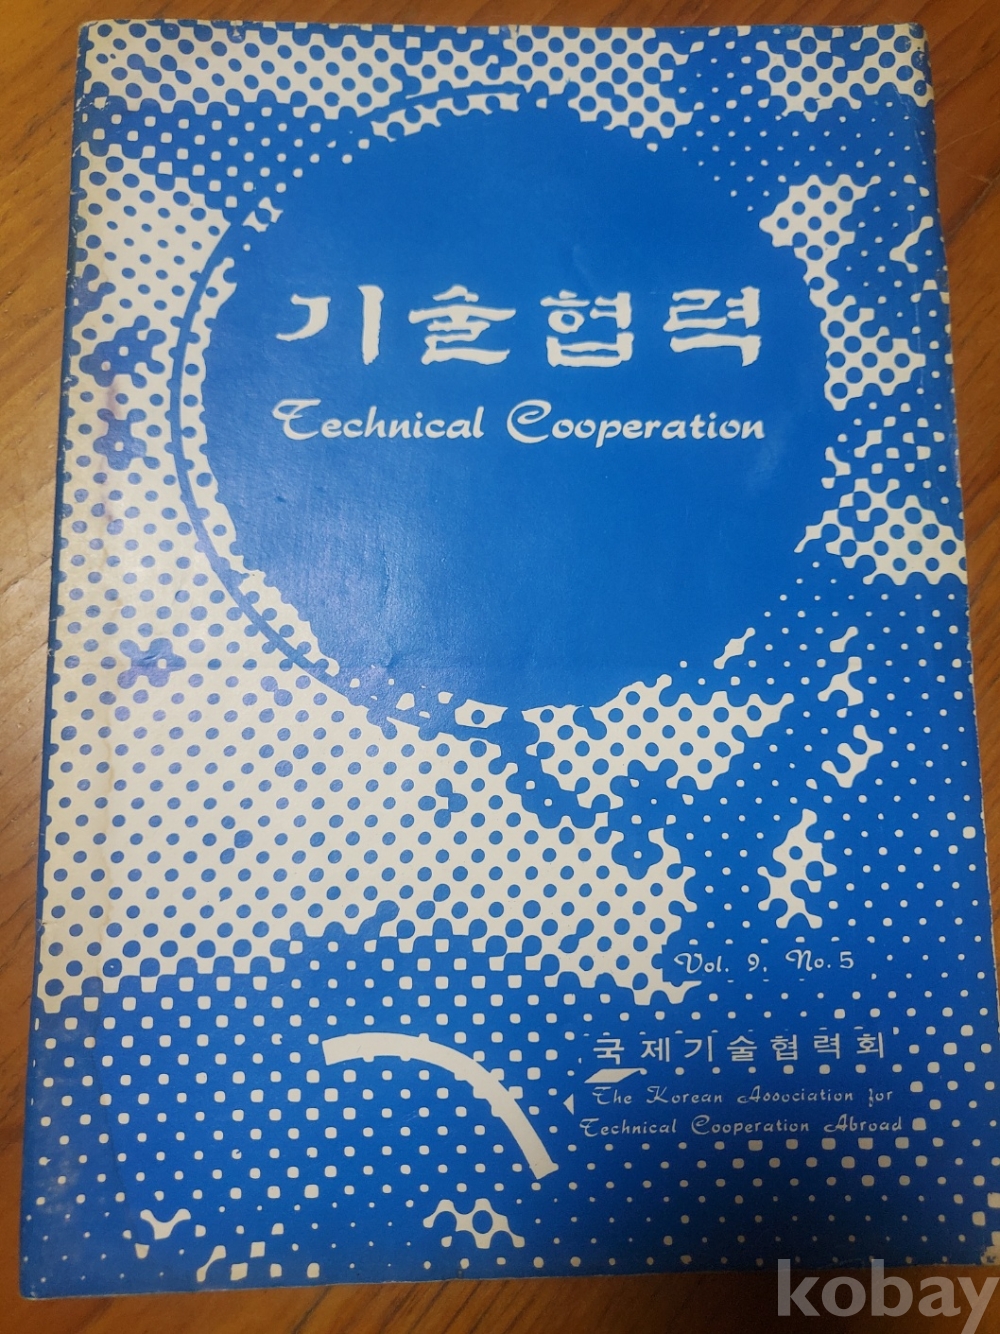 기술협력
Technical Cooperation
Vol. 9. No. 5
국제기술협력회
The Korean Association for
Technical Cooperation Abroad
kobay